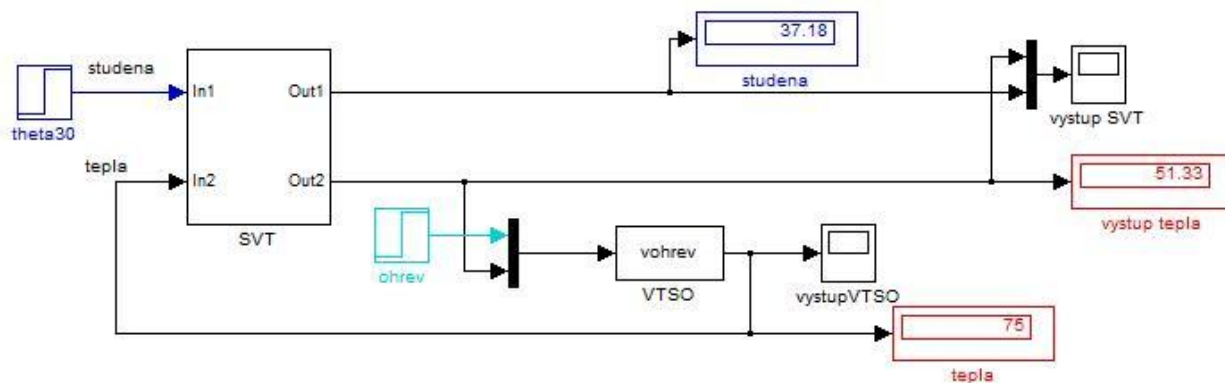 37.18
studena
studena
In1
Out1
theta30
vystup SVT
tepla
In2
Out2
51.33
SVT
vystup tepla
ohrev
vohrev
VTSO
vystupVTSO
75
tepla